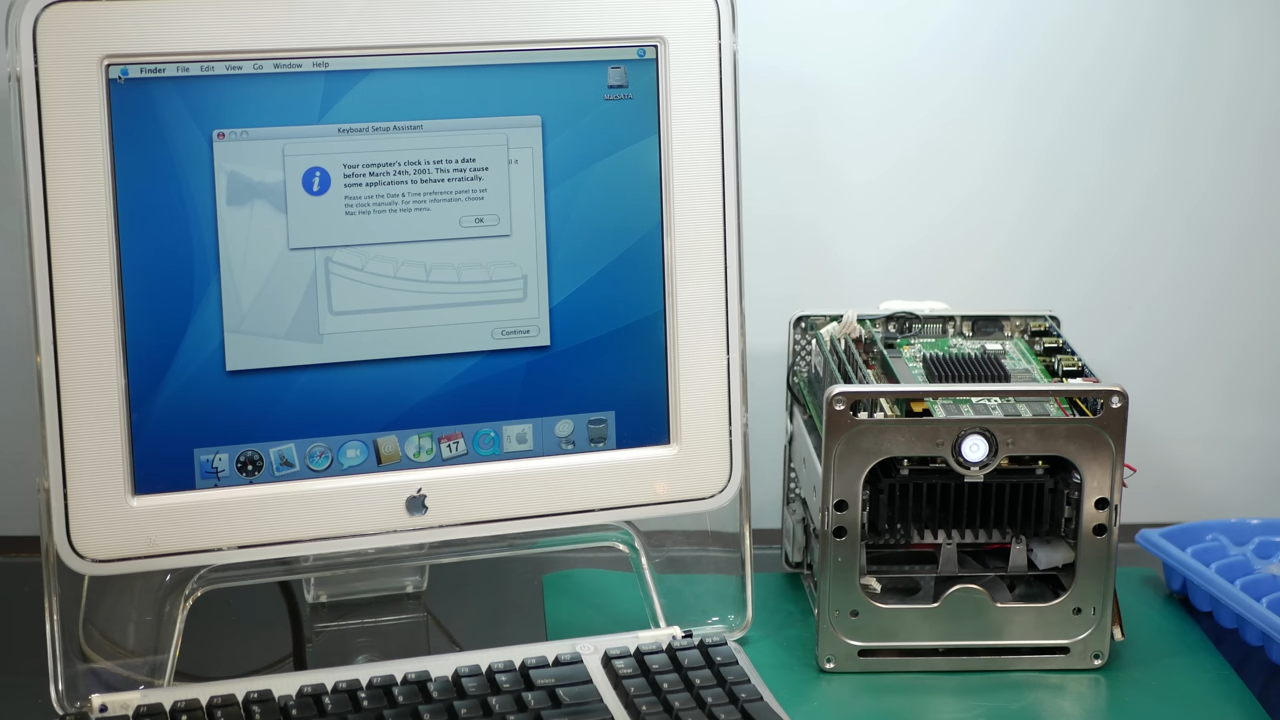 Finder File Edit View Go Window Help
MacSATA
Keyboard Setup Assistant
Your computer's clock is set to a date
before March 24th, 2001. This may cause
some applications to behave erratically.
Please use the Date & Time preference panel to set
the clock manually. For more information, choose
Mac Help from the Help menu.
OK
Continue
17
delete